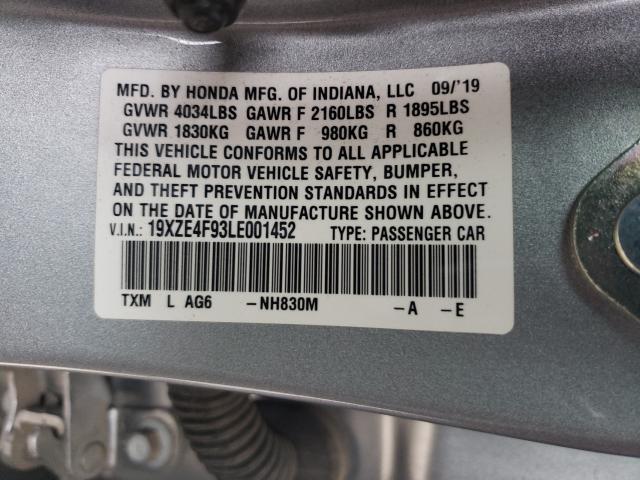 MFD. BY HONDA MFG. OF INDIANA, LLC 09/'19
GVWR 4034LBS GAWR F 2160LBS R 1895LBS
GVWR 1830KG GAWR F 980KG R 860KG
THIS VEHICLE CONFORMS TO ALL APPLICABLE
FEDERAL MOTOR VEHICLE SAFETY, BUMPER,
AND THEFT PREVENTION STANDARDS IN EFFECT
ON THE DATE OF MANUFACTURE SHOWN ABOVE.
V.I.N.: 19XZE4F93LE001452 TYPE: PASSENGER CAR
TXM L AG6 -NH830M -A -E